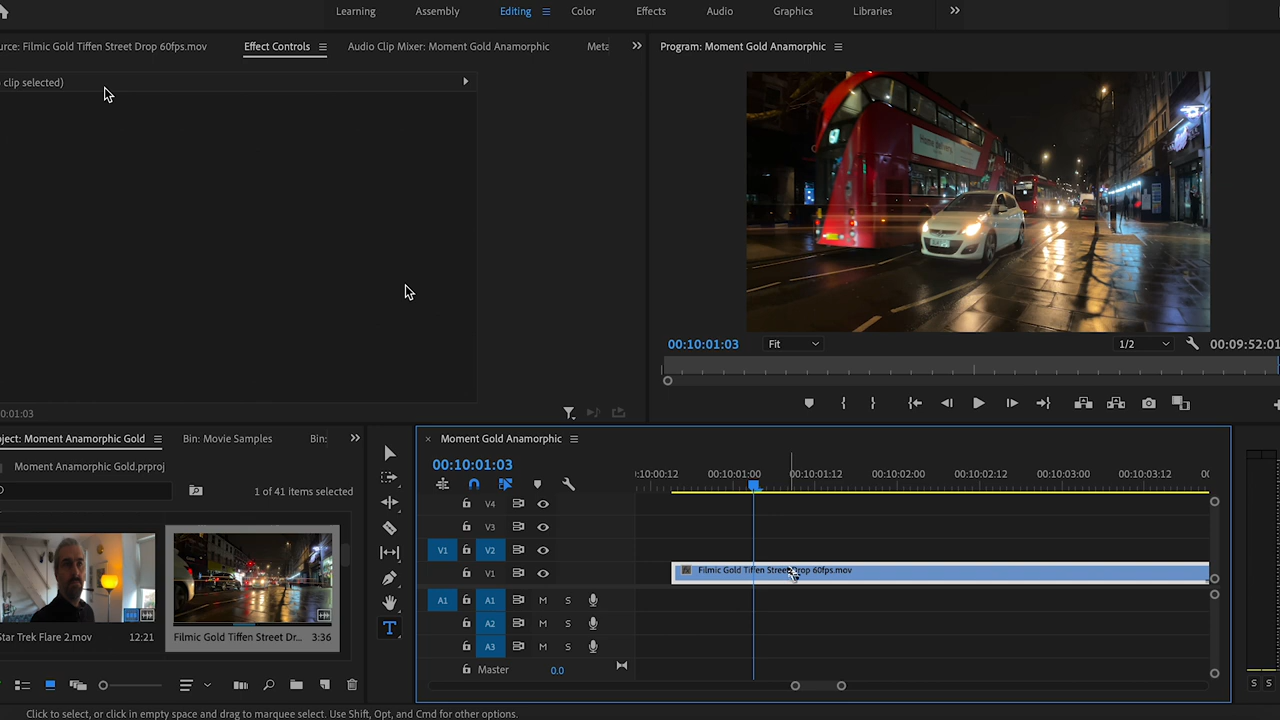 Learning Assembly Editing Color Effects Audio Graphics Libraries
urce: Filmic Gold Tiffen Street Drop 60fps.mov Effect Controls Audio Clip Mixer: Moment Gold Anamorphic Meta
Program: Moment Gold Anamorphic
clip selected)
Home delivery
00:10:01:03 Fit 1/2 00:09:52:01
0:01:03
ject: Moment Anamorphic Gold Bin: Movie Samples Bin:
Moment Anamorphic Gold.prproj
1 of 41 items selected
Star Trek Flare 2.mov 12:21
Filmic Gold Tiffen Street Dr... 3:36
× Moment Gold Anamorphic
00:10:01:03
:10:00:12 00:10:01:00 00:10:01:12 00:10:02:00 00:10:02:12 00:10:03:00 00:10:03:12 00
V4
V3
V1 V2
V1 Filmic Gold Tiffen Street Drop 60fps.mov
A1 A1 M S
A2 M S
A3 M S
Master 0.0
S S
Click to select, or click in empty space and drag to marquee select. Use Shift, Opt, and Cmd for other options.